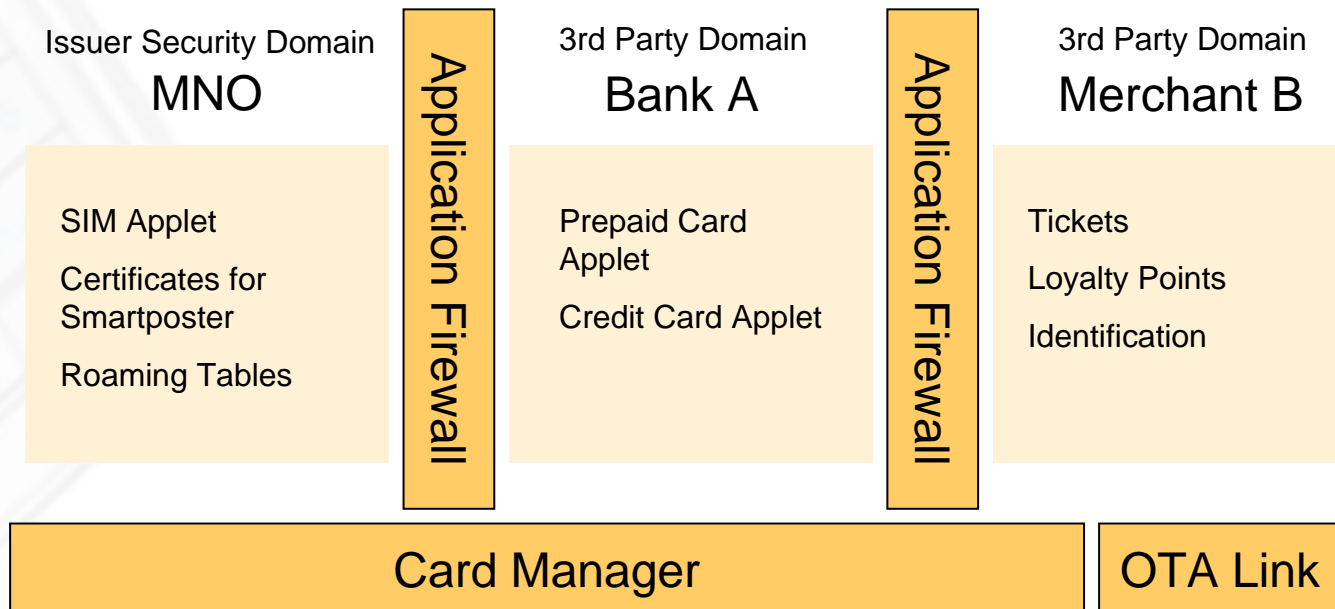 Issuer Security Domain
MNO
SIM Applet
Certificates for
Smartposter
Roaming Tables
Application Firewall
3rd Party Domain
Bank A
Prepaid Card
Applet
Credit Card Applet
Application Firewall
3rd Party Domain
Merchant B
Tickets
Loyalty Points
Identification
Card Manager
OTA Link